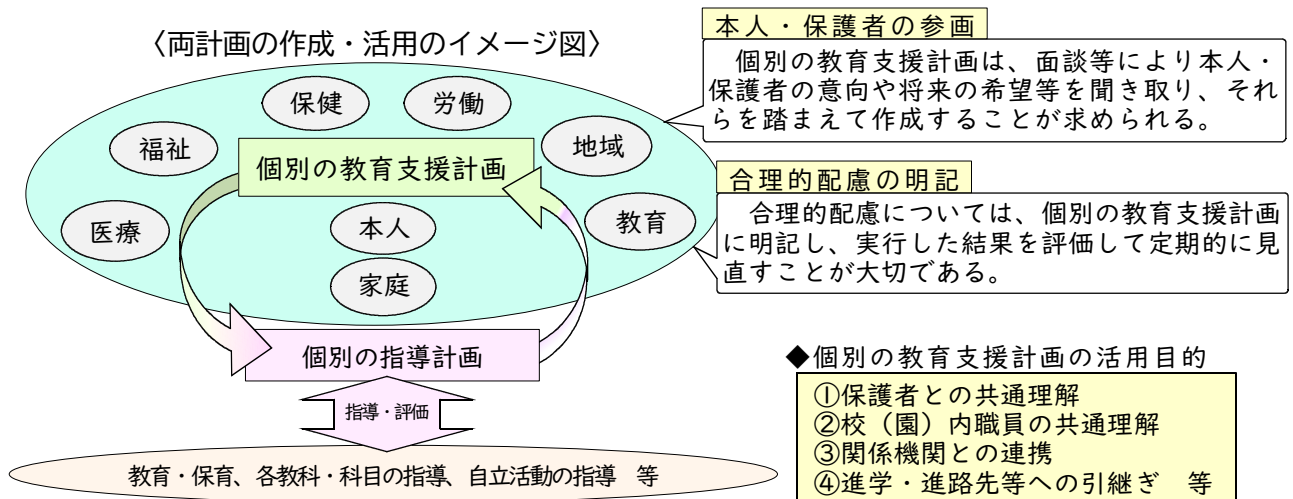 〈両計画の作成・活用のイメージ図〉
保健
労働
福祉
地域
個別の教育支援計画
医療
本人
教育
家庭
個別の指導計画
指導・評価
教育・保育、各教科・科目の指導、自立活動の指導　等
本人・保護者の参画
個別の教育支援計画は、面談等により本人・
保護者の意向や将来の希望等を聞き取り、それ
らを踏まえて作成することが求められる。
合理的配慮の明記
合理的配慮については、個別の教育支援計画
に明記し、実行した結果を評価して定期的に見
直すことが大切である。
◆個別の教育支援計画の活用目的
①保護者との共通理解
②校（園）内職員の共通理解
③関係機関との連携
④進学・進路先等への引継ぎ　等